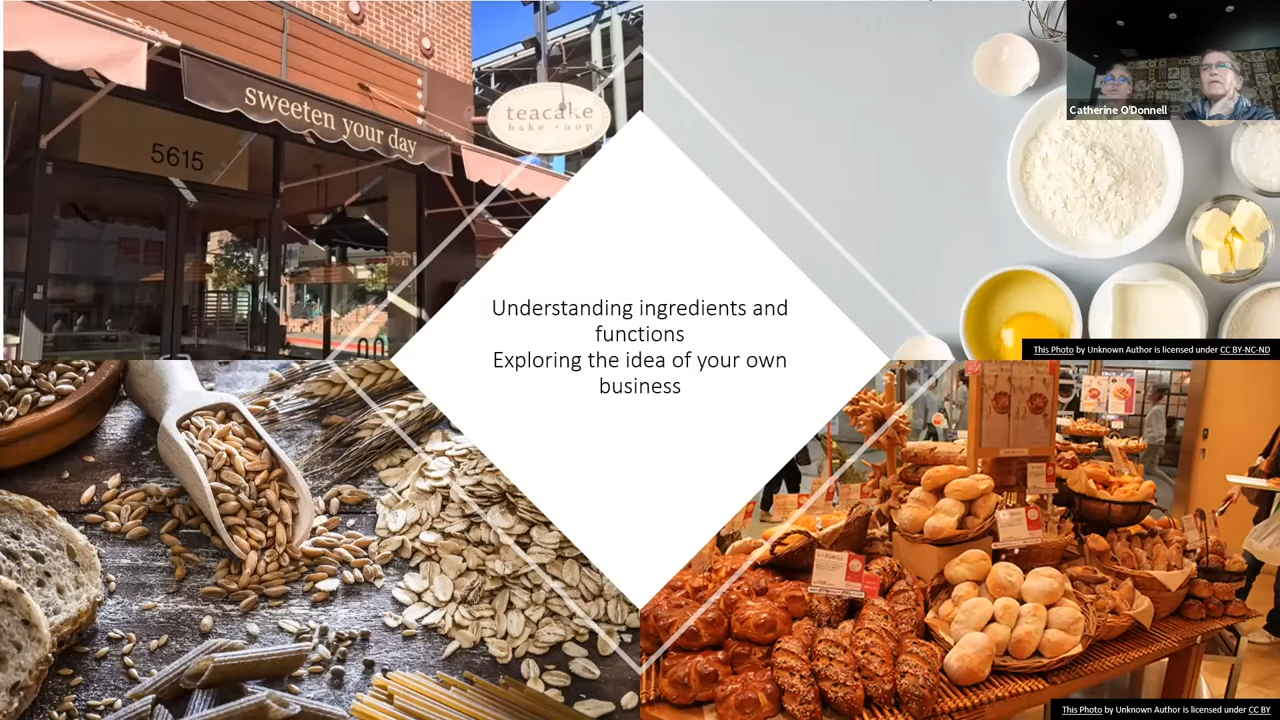 sweeten your day
5615
teacake
bake shop
Catherine O'Donnell
Understanding ingredients and
functions
Exploring the idea of your own
business
This Photo by Unknown Author is licensed under CC BY-NC-ND
This Photo by Unknown Author is licensed under CC BY